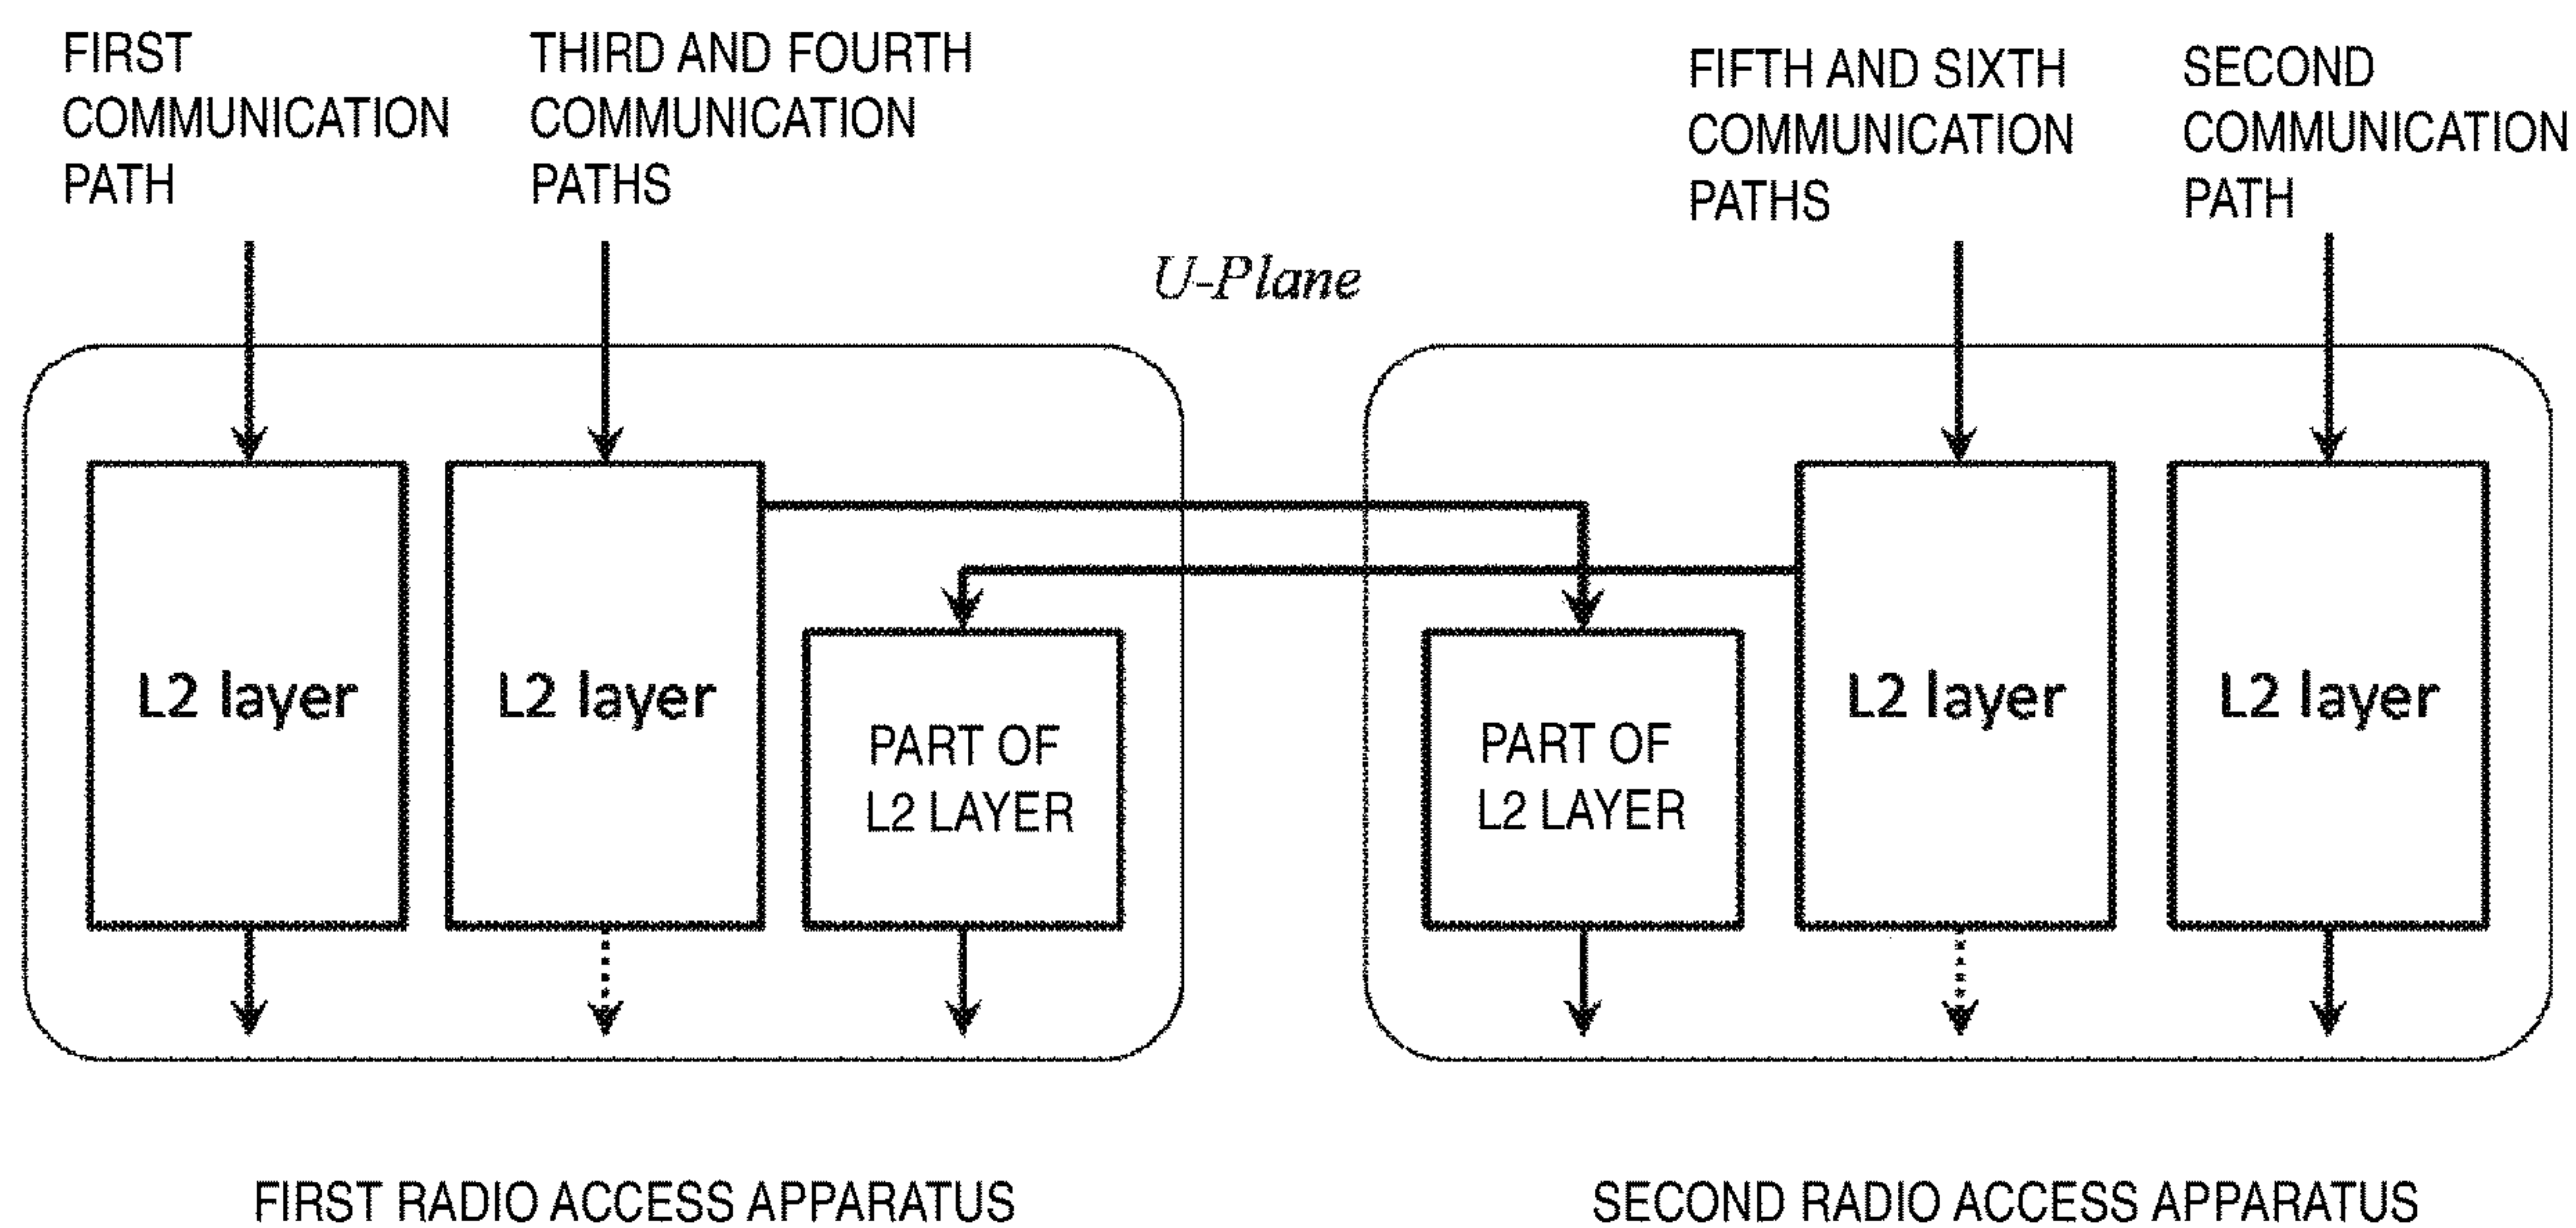 FIRST
COMMUNICATION
PATH
THIRD AND FOURTH
COMMUNICATION
PATHS
FIFTH AND SIXTH
COMMUNICATION
PATHS
SECOND
COMMUNICATION
PATH
U-Plane
L2 layer
L2 layer
PART OF
L2 LAYER
PART OF
L2 LAYER
L2 layer
L2 layer
FIRST RADIO ACCESS APPARATUS
SECOND RADIO ACCESS APPARATUS